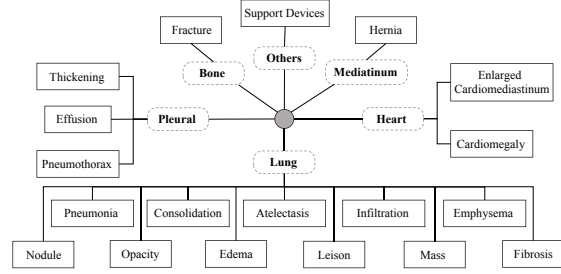 Support Devices
Fracture
Hernia
Others
Bone
Mediatinum
Thickening
Enlarged
Cardiomediastinum
Effusion
Pleural
Heart
Cardiomegaly
Pneumothorax
Lung
Pneumonia
Consolidation
Atelectasis
Infiltration
Emphysema
Nodule
Opacity
Edema
Leison
Mass
Fibrosis